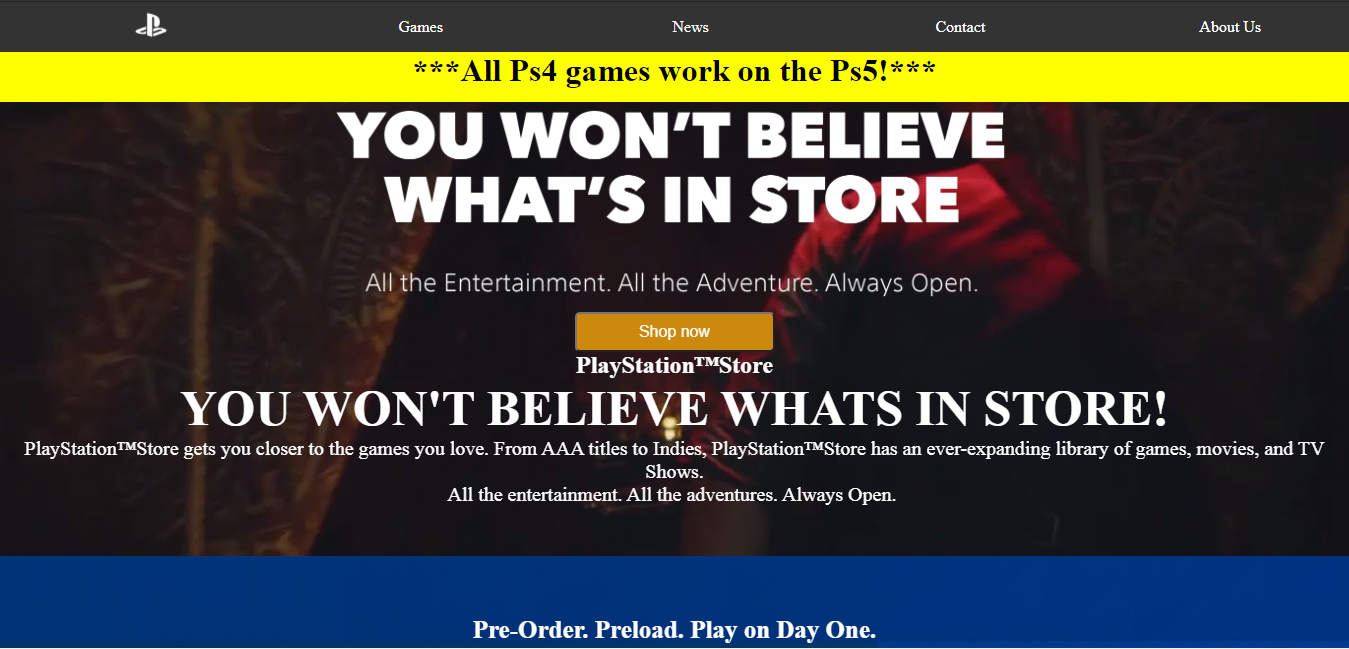 Games News Contact About Us
***All Ps4 games work on the Ps5!***
YOU WON’T BELIEVE
WHAT’S IN STORE
All the Entertainment. All the Adventure. Always Open.
Shop now
PlayStation™Store
YOU WON'T BELIEVE WHATS IN STORE!
PlayStation™Store gets you closer to the games you love. From AAA titles to Indies, PlayStation™Store has an ever-expanding library of games, movies, and TV
Shows.
All the entertainment. All the adventures. Always Open.
Pre-Order. Preload. Play on Day One.